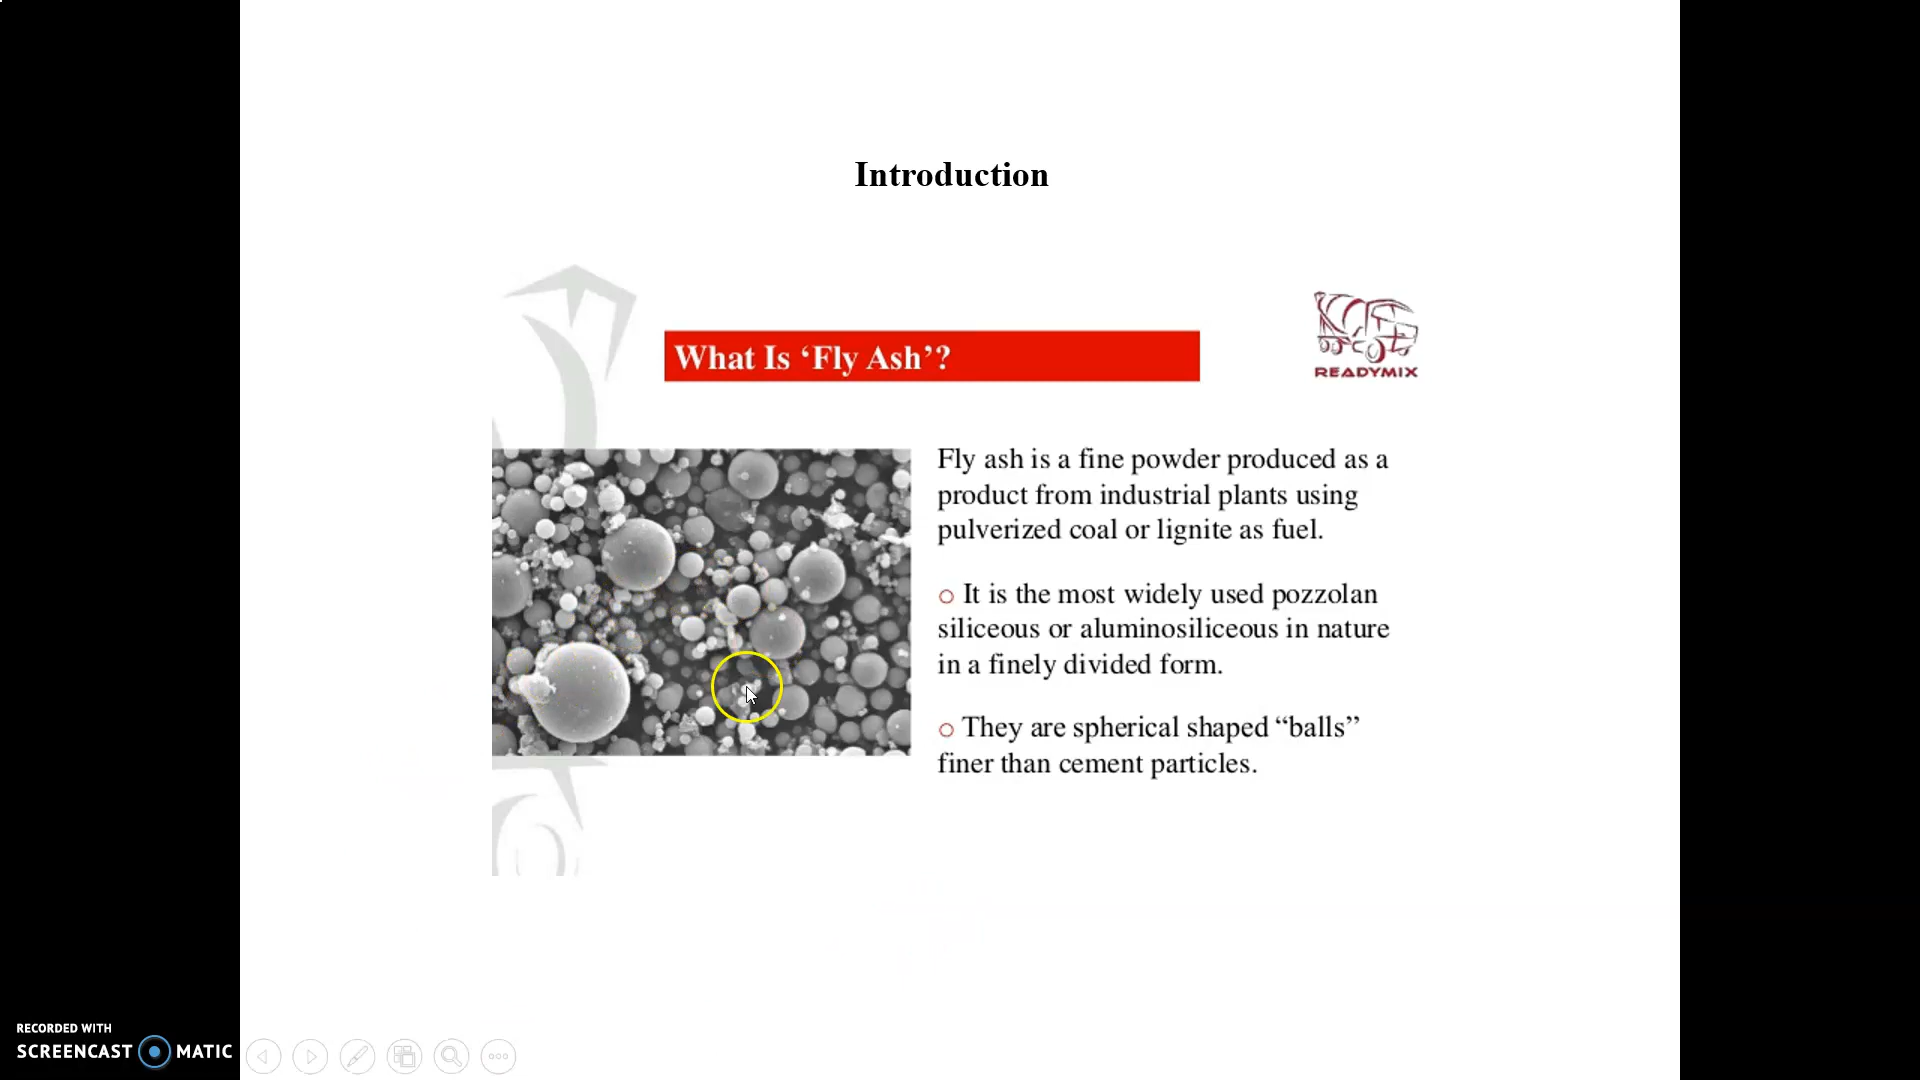 Introduction
What Is ‘Fly Ash’?
READYMIX
Fly ash is a fine powder produced as a
product from industrial plants using
pulverized coal or lignite as fuel.
o It is the most widely used pozzolan
siliceous or aluminosiliceous in nature
in a finely divided form.
o They are spherical shaped “balls”
finer than cement particles.
RECORDED WITH
SCREENCAST MATIC